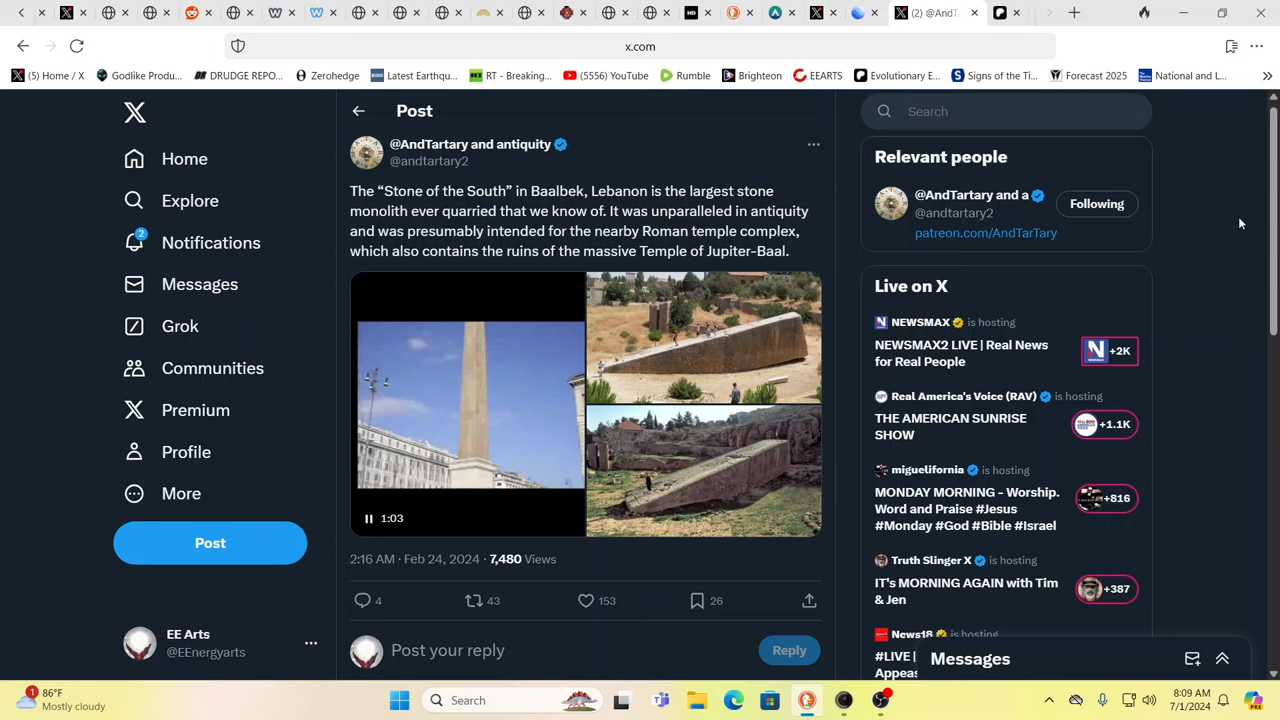 x.com
(2) @AndT
(5) Home / X
Godlike Produ...
DRUDGE REPO...
Zerohedge
Latest Earthqu...
RT - Breaking...
(5556) YouTube
Rumble
Brighteon
EEARTS
Evolutionary E...
Signs of the Ti...
Forecast 2025
National and L...
Home
Explore
2
Notifications
Messages
Grok
Communities
Premium
Profile
More
Post
EE Arts
@EEnergyarts
Post
@AndTartary and antiquity
@andtartary2
The “Stone of the South” in Baalbek, Lebanon is the largest stone
monolith ever quarried that we know of. It was unparalleled in antiquity
and was presumably intended for the nearby Roman temple complex,
which also contains the ruins of the massive Temple of Jupiter-Baal.
1:03
2:16 AM · Feb 24, 2024 · 7,480 Views
4
43
153
26
Post your reply
Reply
Search
Relevant people
@AndTartary and a
@andtartary2
Following
patreon.com/AndTarTary
Live on X
NEWSMAX is hosting
NEWSMAX2 LIVE | Real News
for Real People
+2K
Real America's Voice (RAV) is hosting
THE AMERICAN SUNRISE
SHOW
+1.1K
miguelifornia is hosting
MONDAY MORNING - Worship.
Word and Praise #Jesus
#Monday #God #Bible #Israel
+816
Truth Slinger X is hosting
IT's MORNING AGAIN with Tim
& Jen
+387
News18 is hosting
#LIVE |
Appeas
Messages
1
86°F
Mostly cloudy
Search
8:09 AM
7/1/2024